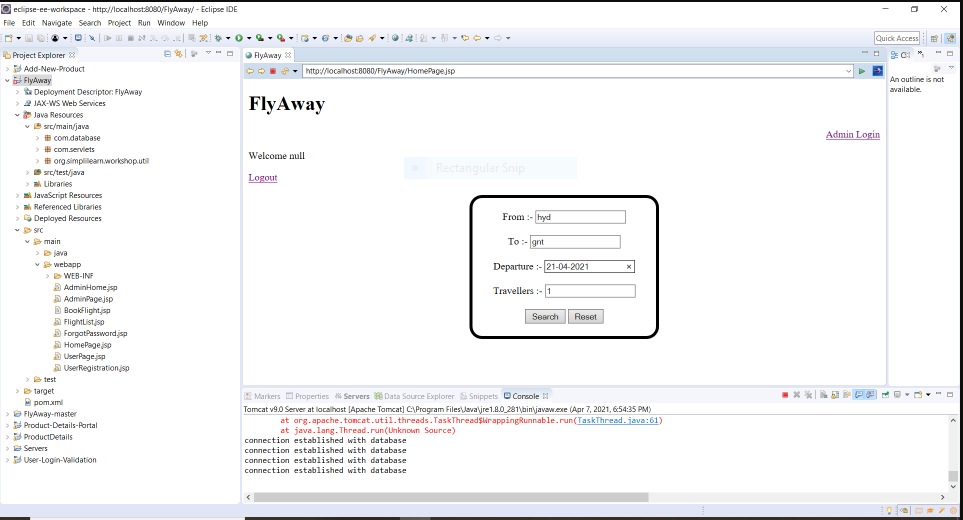 eclipse-ee-workspace - http://localhost:8080/FlyAway/ - Eclipse IDE
File Edit Navigate Search Project Run Window Help
Quick Access
Project Explorer
Add-New-Product
FlyAway
Deployment Descriptor: FlyAway
JAX-WS Web Services
Java Resources
src/main/java
com.database
com.servlets
org.simplilearn.workshop.util
src/test/java
Libraries
JavaScript Resources
Referenced Libraries
Deployed Resources
src
main
java
webapp
WEB-INF
AdminHome.jsp
AdminPage.jsp
BookFlight.jsp
FlightList.jsp
ForgotPassword.jsp
HomePage.jsp
UserPage.jsp
UserRegistration.jsp
test
target
pom.xml
FlyAway-master
Product-Details-Portal
ProductDetails
Servers
User-Login-Validation
FlyAway
http://localhost:8080/FlyAway/HomePage.jsp
FlyAway
Admin Login
Welcome null
Rectangular Snip
Logout
From :- hyd
To :- gnt
Departure :- 21-04-2021
Travellers :- 1
Search Reset
An outline is not
available.
Markers Properties Servers Data Source Explorer Snippets Console
Tomcat v9.0 Server at localhost [Apache Tomcat] C:\Program Files\Java\jre1.8.0_281\bin\javaw.exe (Apr 7, 2021, 6:54:35 PM)
at org.apache.tomcat.util.threads.TaskThread$WrappingRunnable.run(TaskThread.java:61)
at java.lang.Thread.run(Unknown Source)
connection established with database
connection established with database
connection established with database
connection established with database